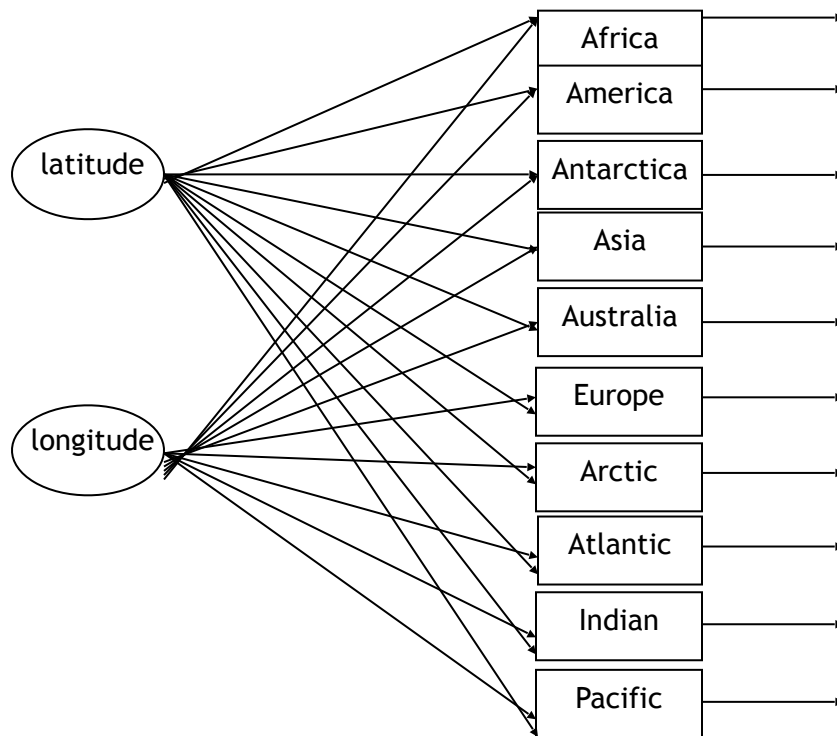 latitude
longitude
Africa
America
Antarctica
Asia
Australia
Europe
Arctic
Atlantic
Indian
Pacific